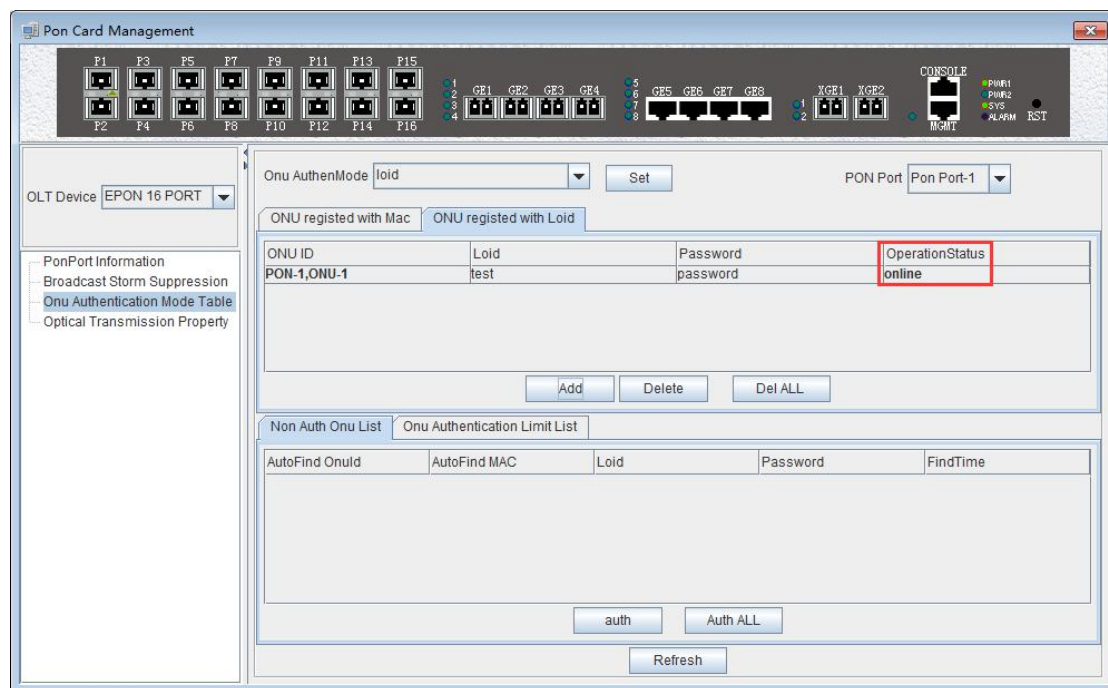 Pon Card Management
P1 P3 P5 P7 P9 P11 P13 P15
P2 P4 P6 P8 P10 P12 P14 P16
1
2
3
4
GE1 GE2 GE3 GE4
5
6
7
8
GE5 GE6 GE7 GE8
1
2
XGE1 XGE2
CONSOLE
MGMT
PWR1
PWR2
SYS
ALARM
RST
OLT Device EPON 16 PORT
PonPort Information
Broadcast Storm Suppression
Onu Authentication Mode Table
Optical Transmission Property
Onu AuthenMode loid Set PON Port Pon Port-1
ONU registed with Mac ONU registed with Loid
ONU ID Loid Password OperationStatus
PON-1,ONU-1 test password online
Add Delete Del ALL
Non Auth Onu List Onu Authentication Limit List
AutoFind OnuId AutoFind MAC Loid Password FindTime
auth Auth ALL
Refresh